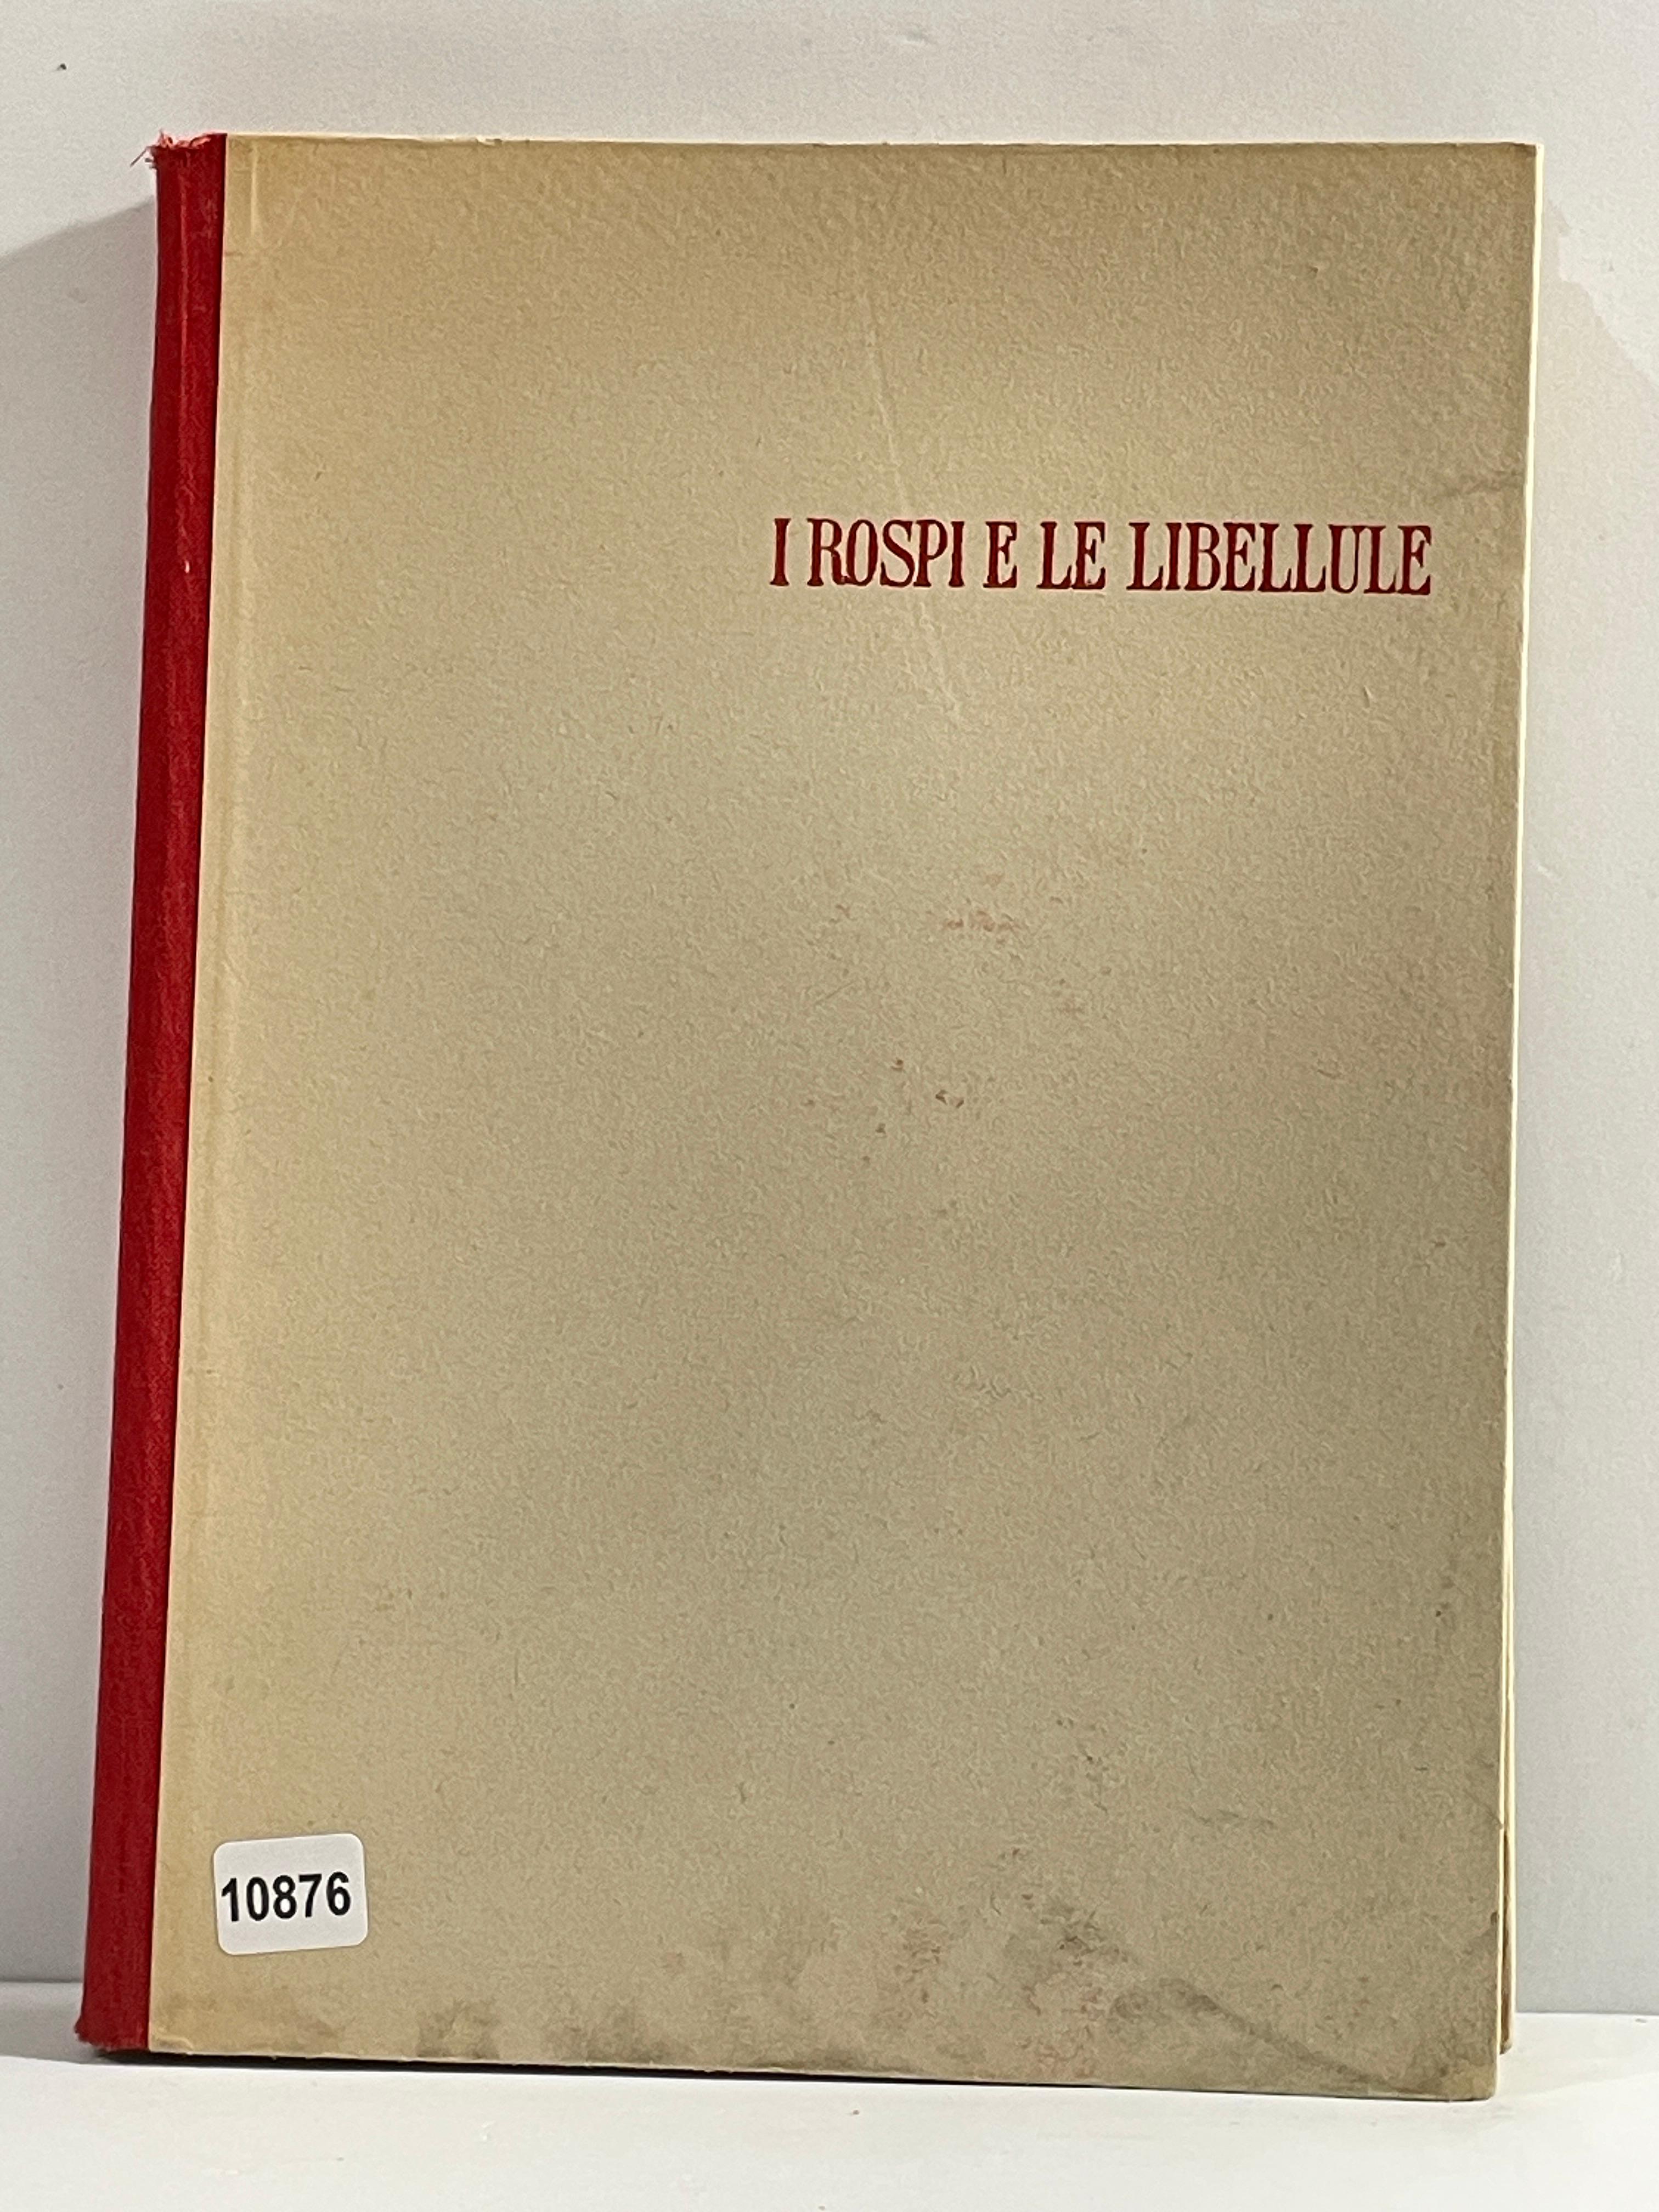 I ROSPI E LE LIBELLULE
10876